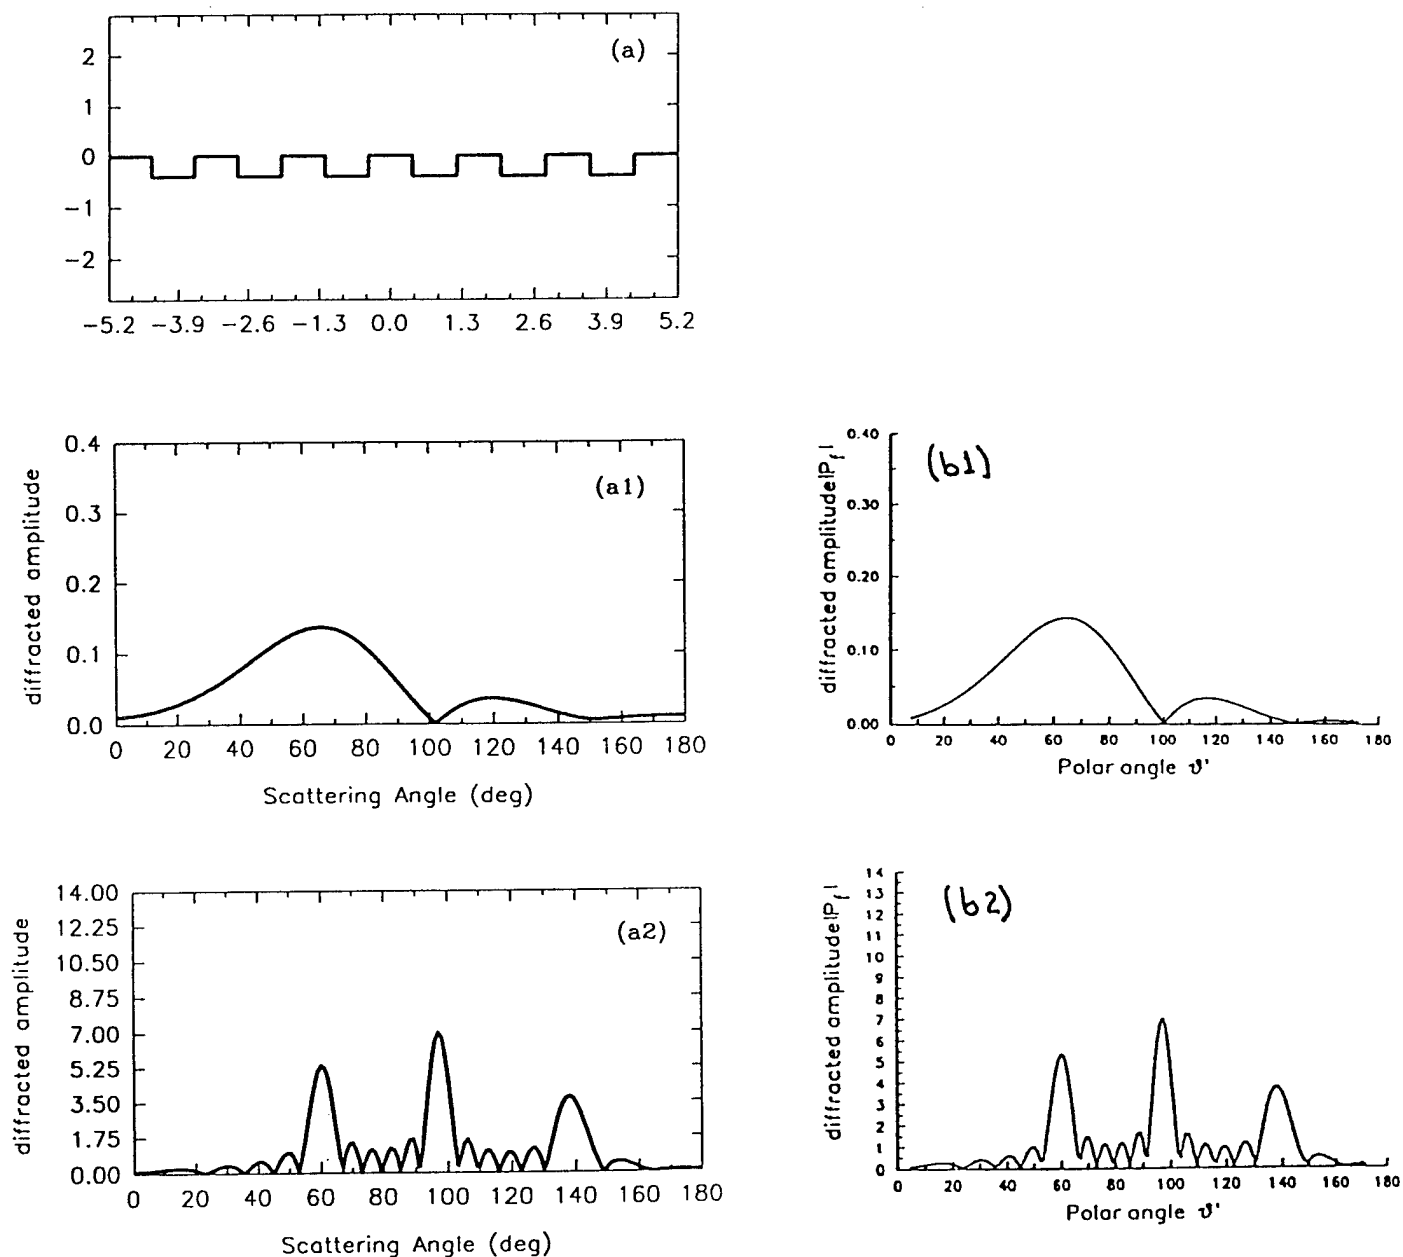 (a)
2
1
0
−1
−2
−5.2 −3.9 −2.6 −1.3 0.0 1.3 2.6 3.9 5.2
(a1)
diffracted amplitude
0.4
0.3
0.2
0.1
0.0
0 20 40 60 80 100 120 140 160 180
Scattering Angle (deg)
(b1)
diffracted amplitude|P_f|
0.40
0.30
0.20
0.10
0.00
0 20 40 60 80 100 120 140 160 180
Polar angle ϑ'
(a2)
diffracted amplitude
14.00
12.25
10.50
8.75
7.00
5.25
3.50
1.75
0.00
0 20 40 60 80 100 120 140 160 180
Scattering Angle (deg)
(b2)
diffracted amplitude|P_f|
14
13
12
11
10
9
8
7
6
5
4
3
2
1
0
0 20 40 60 80 100 120 140 160 180
Polar angle ϑ'